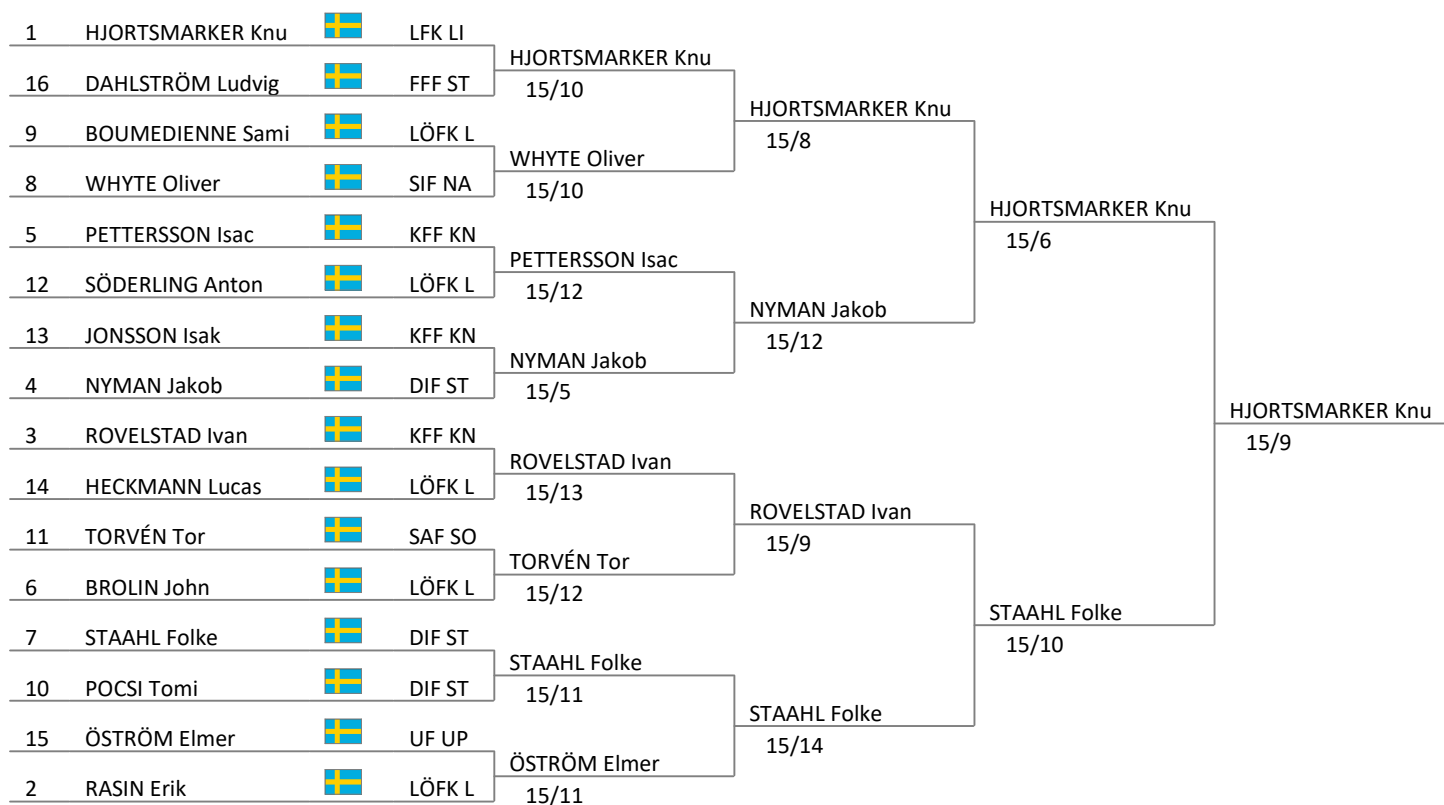 1 HJORTSMARKER Knu LFK LI
16 DAHLSTRÖM Ludvig FFF ST
9 BOUMEDIENNE Sami LÖFK L
8 WHYTE Oliver SIF NA
5 PETTERSSON Isac KFF KN
12 SÖDERLING Anton LÖFK L
13 JONSSON Isak KFF KN
4 NYMAN Jakob DIF ST
3 ROVELSTAD Ivan KFF KN
14 HECKMANN Lucas LÖFK L
11 TORVÉN Tor SAF SO
6 BROLIN John LÖFK L
7 STAAHL Folke DIF ST
10 POCSI Tomi DIF ST
15 ÖSTRÖM Elmer UF UP
2 RASIN Erik LÖFK L
HJORTSMARKER Knu
15/10
WHYTE Oliver
15/10
PETTERSSON Isac
15/12
NYMAN Jakob
15/5
ROVELSTAD Ivan
15/13
TORVÉN Tor
15/12
STAAHL Folke
15/11
ÖSTRÖM Elmer
15/11
HJORTSMARKER Knu
15/8
NYMAN Jakob
15/12
ROVELSTAD Ivan
15/9
STAAHL Folke
15/14
HJORTSMARKER Knu
15/6
STAAHL Folke
15/10
HJORTSMARKER Knu
15/9